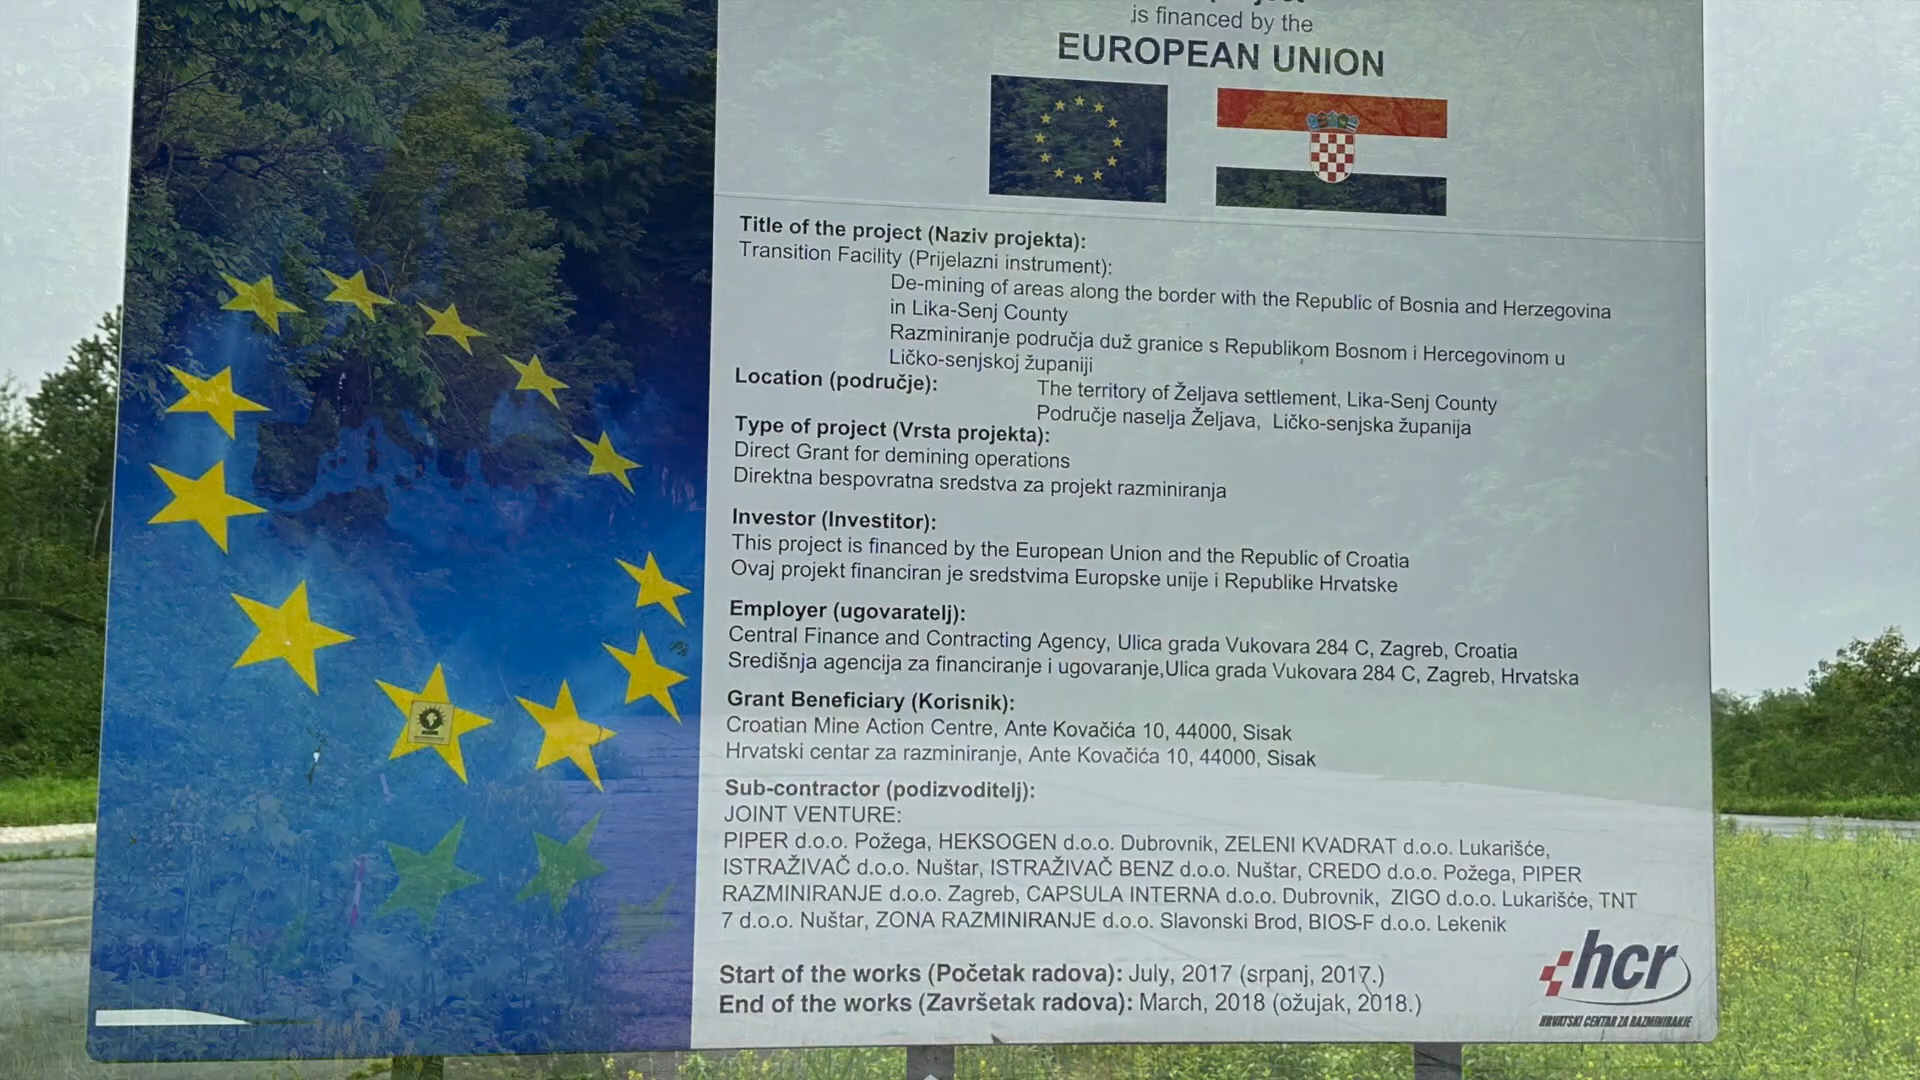 is financed by the
EUROPEAN UNION
Title of the project (Naziv projekta):
Transition Facility (Prijelazni instrument):
De-mining of areas along the border with the Republic of Bosnia and Herzegovina
in Lika-Senj County
Razminiranje područja duž granice s Republikom Bosnom i Hercegovinom u
Ličko-senjskoj županiji
Location (područje):
The territory of Željava settlement, Lika-Senj County
Područje naselja Željava, Ličko-senjska županija
Type of project (Vrsta projekta):
Direct Grant for demining operations
Direktna bespovratna sredstva za projekt razminiranja
Investor (Investitor):
This project is financed by the European Union and the Republic of Croatia
Ovaj projekt financiran je sredstvima Europske unije i Republike Hrvatske
Employer (ugovaratelj):
Central Finance and Contracting Agency, Ulica grada Vukovara 284 C, Zagreb, Croatia
Središnja agencija za financiranje i ugovaranje,Ulica grada Vukovara 284 C, Zagreb, Hrvatska
Grant Beneficiary (Korisnik):
Croatian Mine Action Centre, Ante Kovačića 10, 44000, Sisak
Hrvatski centar za razminiranje, Ante Kovačića 10, 44000, Sisak
Sub-contractor (podizvoditelj):
JOINT VENTURE:
PIPER d.o.o. Požega, HEKSOGEN d.o.o. Dubrovnik, ZELENI KVADRAT d.o.o. Lukarišće,
ISTRAŽIVAČ d.o.o. Nuštar, ISTRAŽIVAČ BENZ d.o.o. Nuštar, CREDO d.o.o. Požega, PIPER
RAZMINIRANJE d.o.o. Zagreb, CAPSULA INTERNA d.o.o. Dubrovnik, ZIGO d.o.o. Lukarišće, TNT
7 d.o.o. Nuštar, ZONA RAZMINIRANJE d.o.o. Slavonski Brod, BIOS-F d.o.o. Lekenik
Start of the works (Početak radova): July, 2017 (srpanj, 2017.)
End of the works (Završetak radova): March, 2018 (ožujak, 2018.)
hcr
HRVATSKI CENTAR ZA RAZMINIRANJE